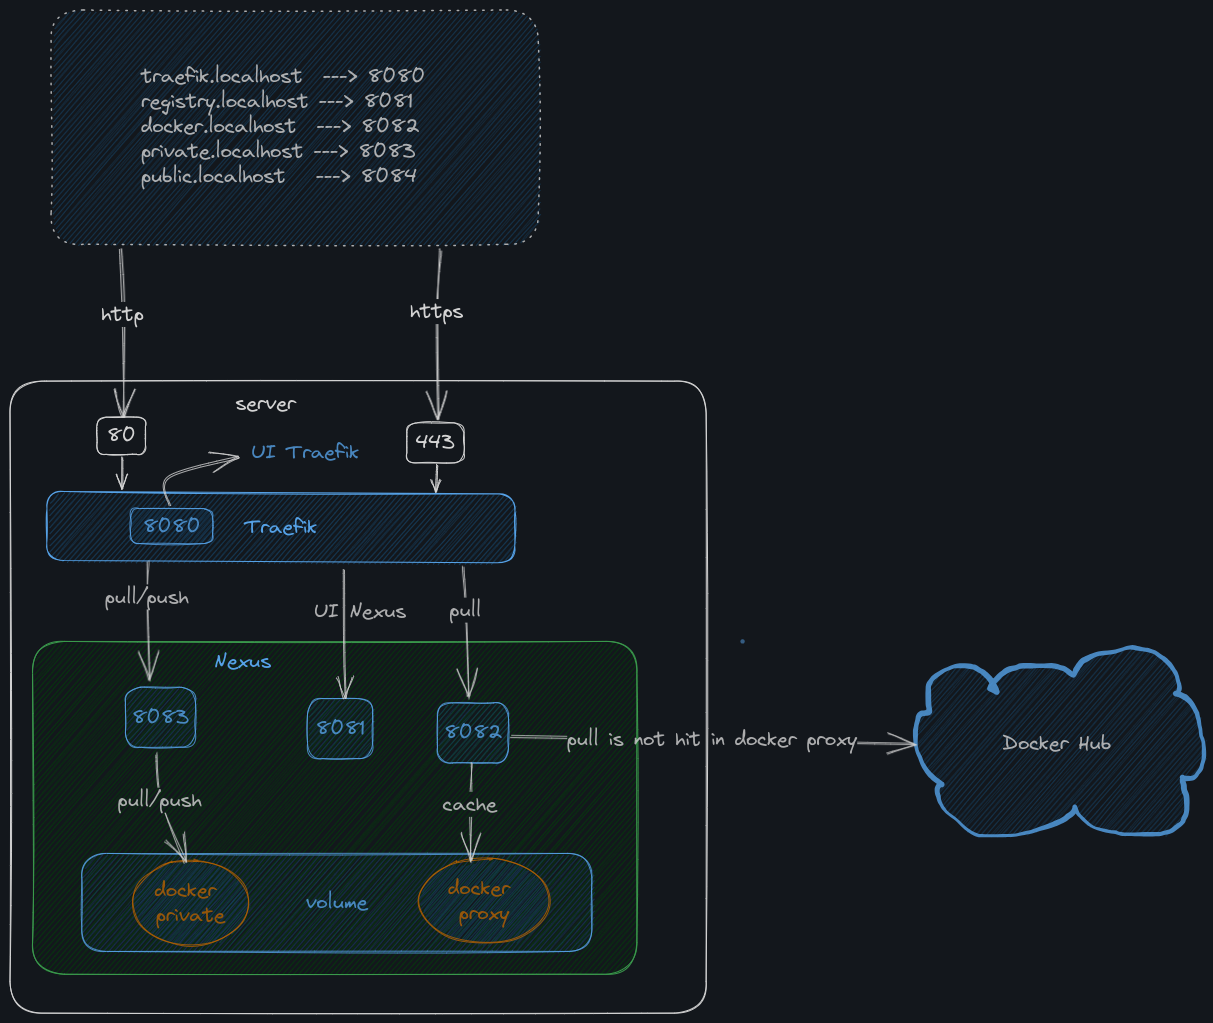 traefik.localhost ---> 8080
registry.localhost ---> 8081
docker.localhost ---> 8082
private.localhost ---> 8083
public.localhost ---> 8084
http
https
server
80
443
UI Traefik
8080
Traefik
pull/push
UI Nexus
pull
Nexus
8083
8081
8082
pull is not hit in docker proxy
Docker Hub
pull/push
cache
docker
private
volume
docker
proxy